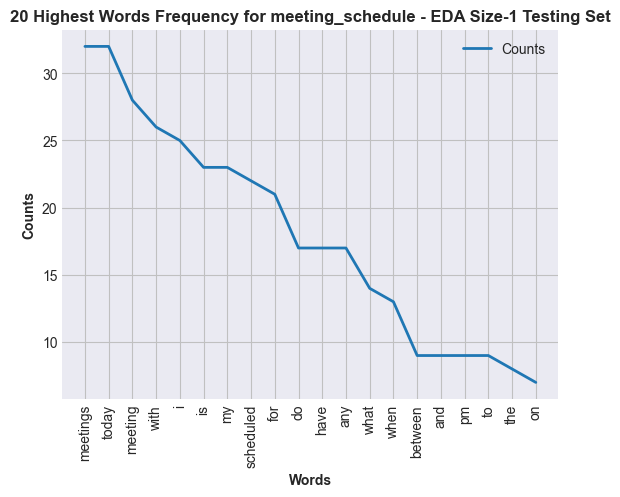 20 Highest Words Frequency for meeting_schedule - EDA Size-1 Testing Set
Counts
30
25
20
15
10
Counts
meetings
today
meeting
with
i
is
my
scheduled
for
do
have
any
what
when
between
and
pm
to
the
on
Words